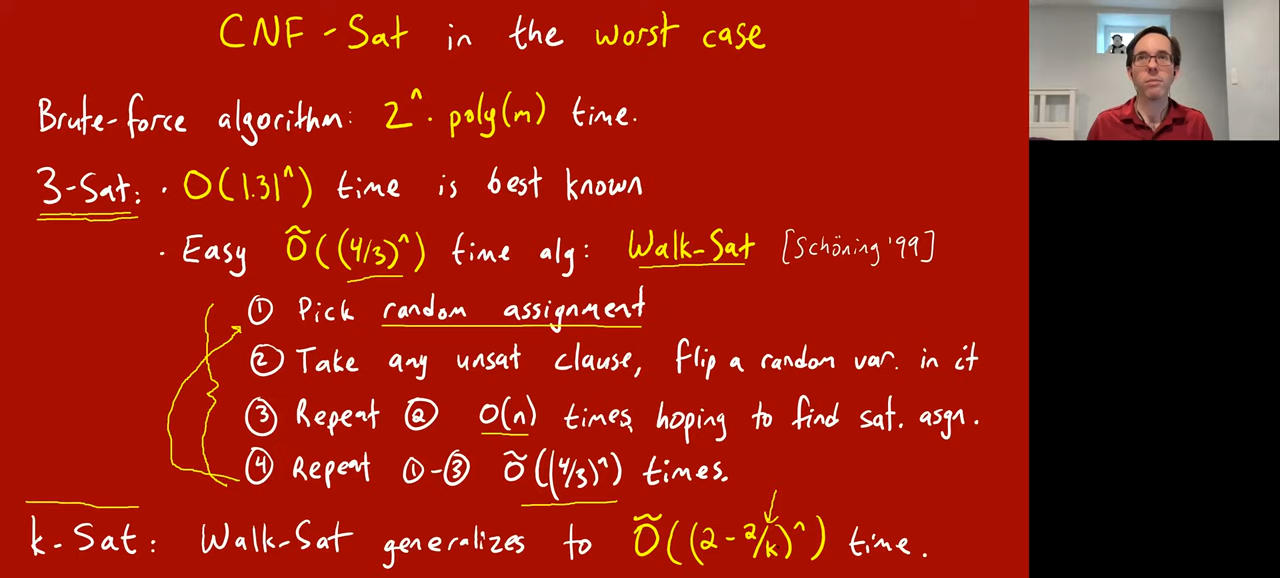 CNF-Sat in the worst case
Brute-force algorithm: 2^n · poly(m) time.
3-Sat: · O(1.31^n) time is best known
· Easy Õ((4/3)^n) time alg: Walk-Sat [Schöning '99]
① Pick random assignment
② Take any unsat clause, flip a random var. in it
③ Repeat ② O(n) times, hoping to find sat. asgn.
④ Repeat ①-③ Õ((4/3)^n) times.
k-Sat: Walk-Sat generalizes to Õ((2-2/k)^n) time.